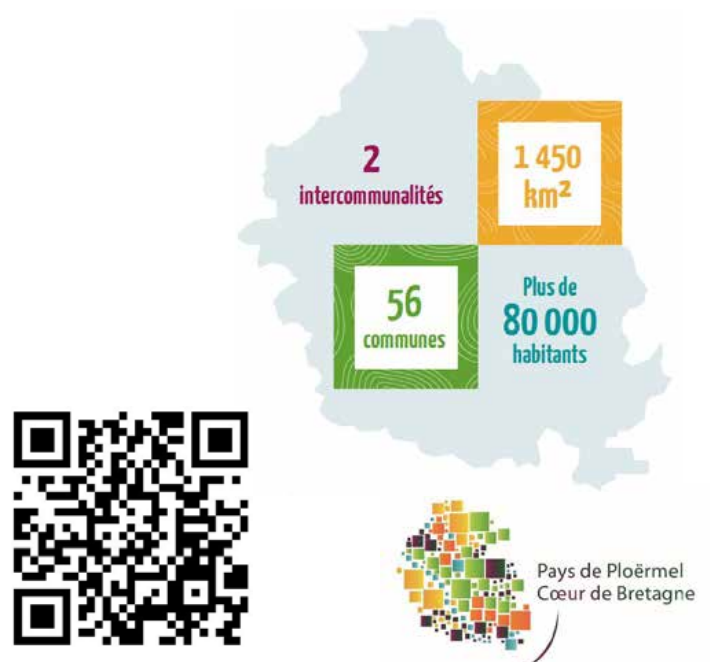 2
intercommunalités
1 450
km²
56
communes
Plus de
80 000
habitants
Pays de Ploërmel
Cœur de Bretagne